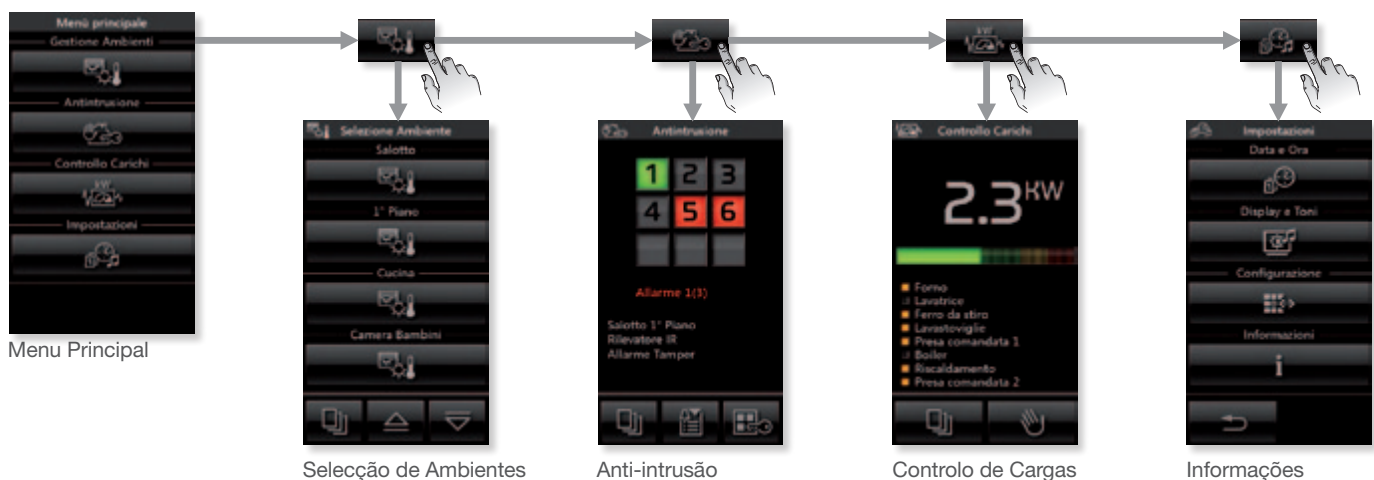 Menù principale
Gestione Ambienti
Antintrusione
Controllo Carichi
kW
Impostazioni
Menu Principal
Selezione Ambiente
Salotto
1° Piano
Cucina
Camera Bambini
Selecção de Ambientes
Antintrusione
1 2 3
4 5 6
Allarme 1(3)
Salotto 1° Piano
Rilevatore IR
Allarme Tamper
Anti-intrusão
kW
Controllo Carichi
2.3 KW
Forno
Lavatrice
Ferro da stiro
Lavastoviglie
Presa comandata 1
Boiler
Riscaldamento
Presa comandata 2
Controlo de Cargas
Impostazioni
Data e Ora
Display e Toni
Configurazione
Informazioni
i
Informações